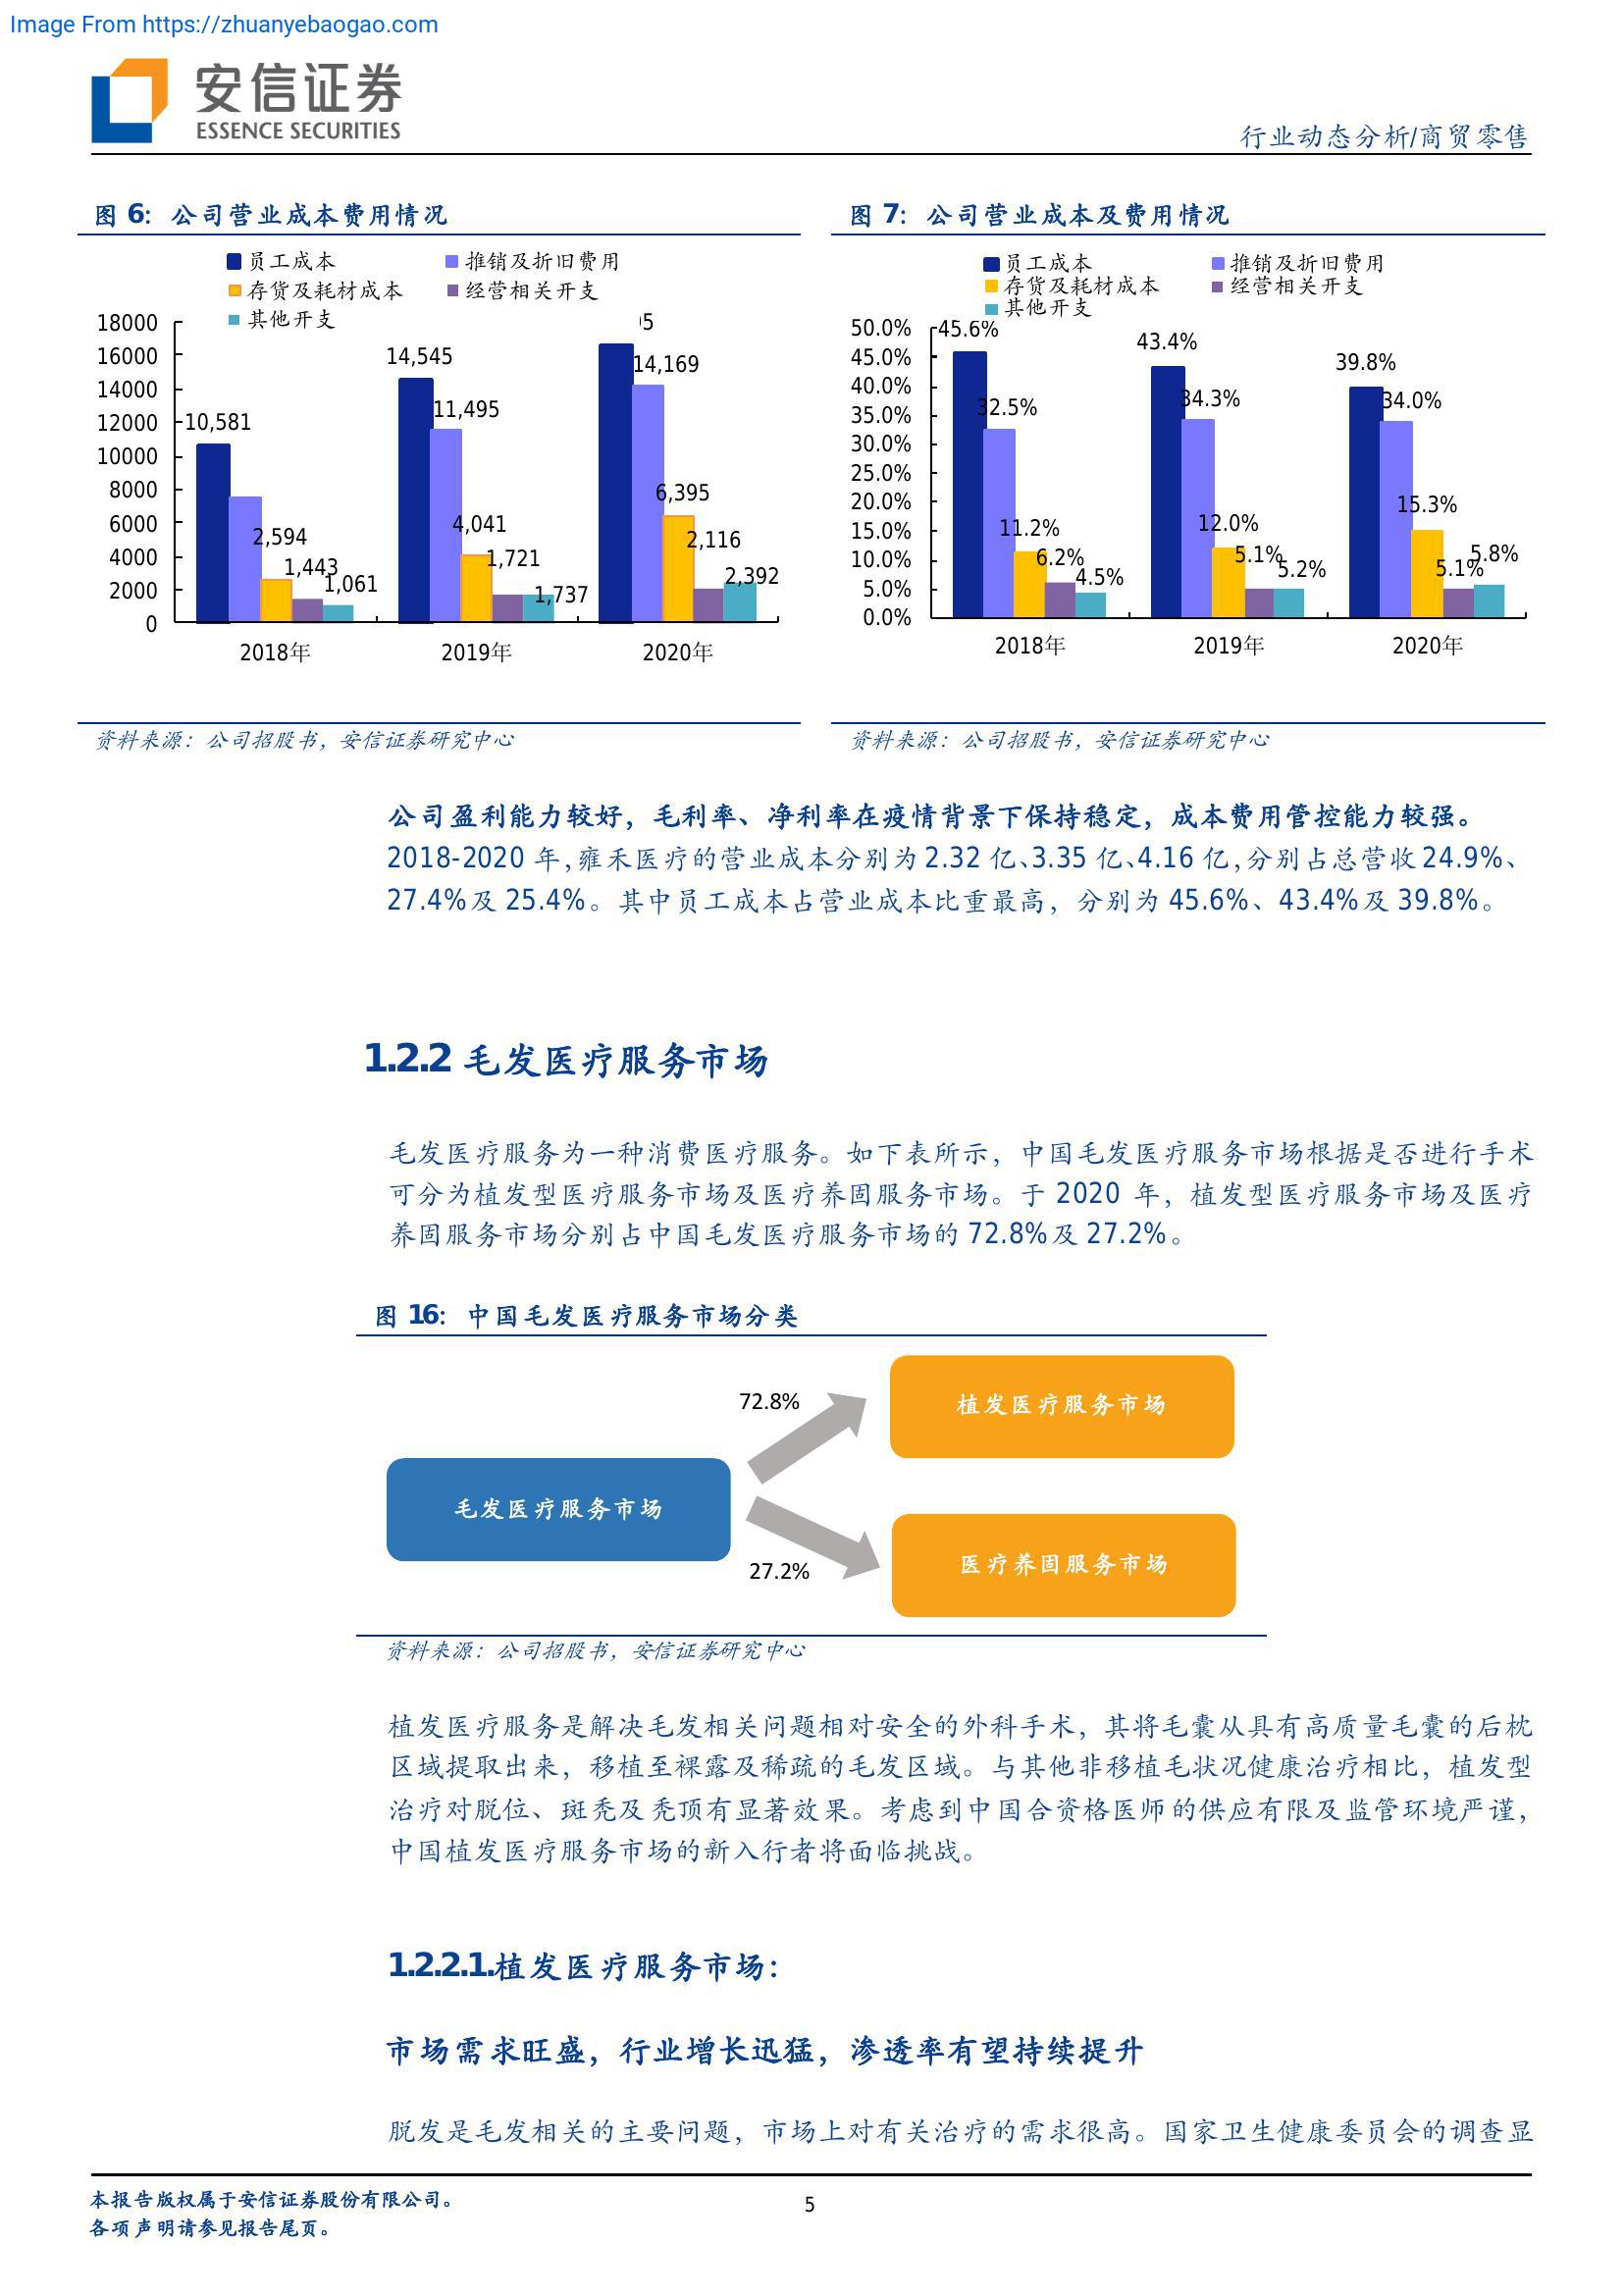 Image From https://zhuanyebaogao.com
安信证券
ESSENCE SECURITIES
行业动态分析/商贸零售
图 6: 公司营业成本费用情况
员工成本 推销及折旧费用
存货及耗材成本 经营相关开支
其他开支
18000
16000
14000
12000
10000
8000
6000
4000
2000
0
10,581
2,594
1,443
1,061
14,545
11,495
4,041
1,721
1,737
14,169
6,395
2,116
2,392
2018年 2019年 2020年
资料来源：公司招股书，安信证券研究中心
图 7: 公司营业成本及费用情况
员工成本 推销及折旧费用
存货及耗材成本 经营相关开支
其他开支
50.0%
45.0%
40.0%
35.0%
30.0%
25.0%
20.0%
15.0%
10.0%
5.0%
0.0%
45.6%
32.5%
11.2%
6.2%
4.5%
43.4%
34.3%
12.0%
5.1%
5.2%
39.8%
34.0%
15.3%
5.1%
5.8%
2018年 2019年 2020年
资料来源：公司招股书，安信证券研究中心
公司盈利能力较好，毛利率、净利率在疫情背景下保持稳定，成本费用管控能力较强。
2018-2020 年，雍禾医疗的营业成本分别为 2.32 亿、3.35 亿、4.16 亿，分别占总营收 24.9%、
27.4%及 25.4%。其中员工成本占营业成本比重最高，分别为 45.6%、43.4%及 39.8%。
1.2.2 毛发医疗服务市场
毛发医疗服务为一种消费医疗服务。如下表所示，中国毛发医疗服务市场根据是否进行手术
可分为植发型医疗服务市场及医疗养固服务市场。于 2020 年，植发型医疗服务市场及医疗
养固服务市场分别占中国毛发医疗服务市场的 72.8%及 27.2%。
图 16: 中国毛发医疗服务市场分类
72.8%
植发医疗服务市场
毛发医疗服务市场
27.2%
医疗养固服务市场
资料来源：公司招股书，安信证券研究中心
植发医疗服务是解决毛发相关问题相对安全的外科手术，其将毛囊从具有高质量毛囊的后枕
区域提取出来，移植至裸露及稀疏的毛发区域。与其他非移植毛状况健康治疗相比，植发型
治疗对脱位、斑秃及秃顶有显著效果。考虑到中国合资格医师的供应有限及监管环境严谨，
中国植发医疗服务市场的新入行者将面临挑战。
1.2.2.1.植发医疗服务市场：
市场需求旺盛，行业增长迅猛，渗透率有望持续提升
脱发是毛发相关的主要问题，市场上对有关治疗的需求很高。国家卫生健康委员会的调查显
本报告版权属于安信证券股份有限公司。
各项声明请参见报告尾页。
5